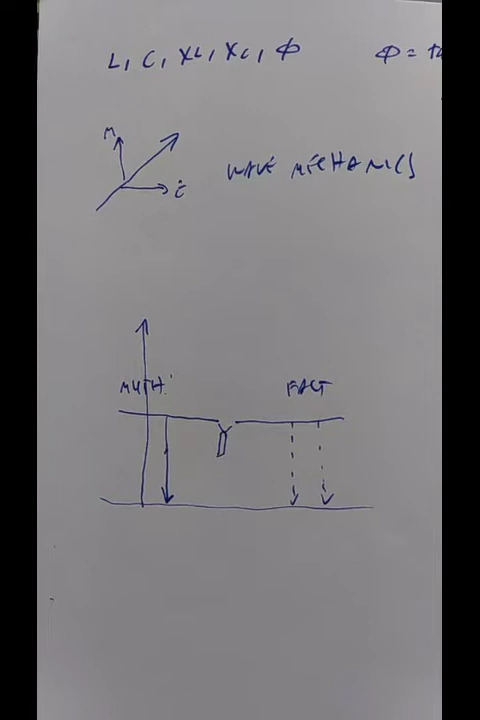 L, C, XL, XC, Φ Φ =
M
E
WAVE MECHANICS
MYTH. FACT